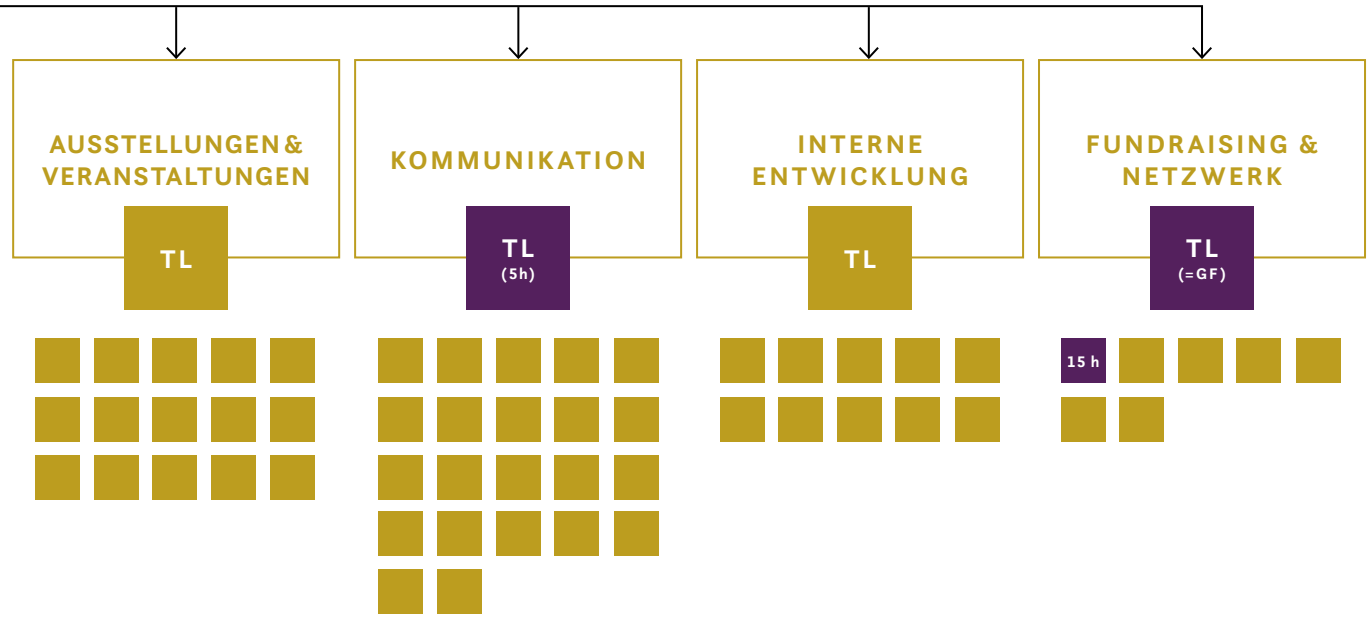 AUSSTELLUNGEN &
VERANSTALTUNGEN
TL
KOMMUNIKATION
TL
(5h)
INTERNE
ENTWICKLUNG
TL
FUNDRAISING &
NETZWERK
TL
(=GF)
15 h